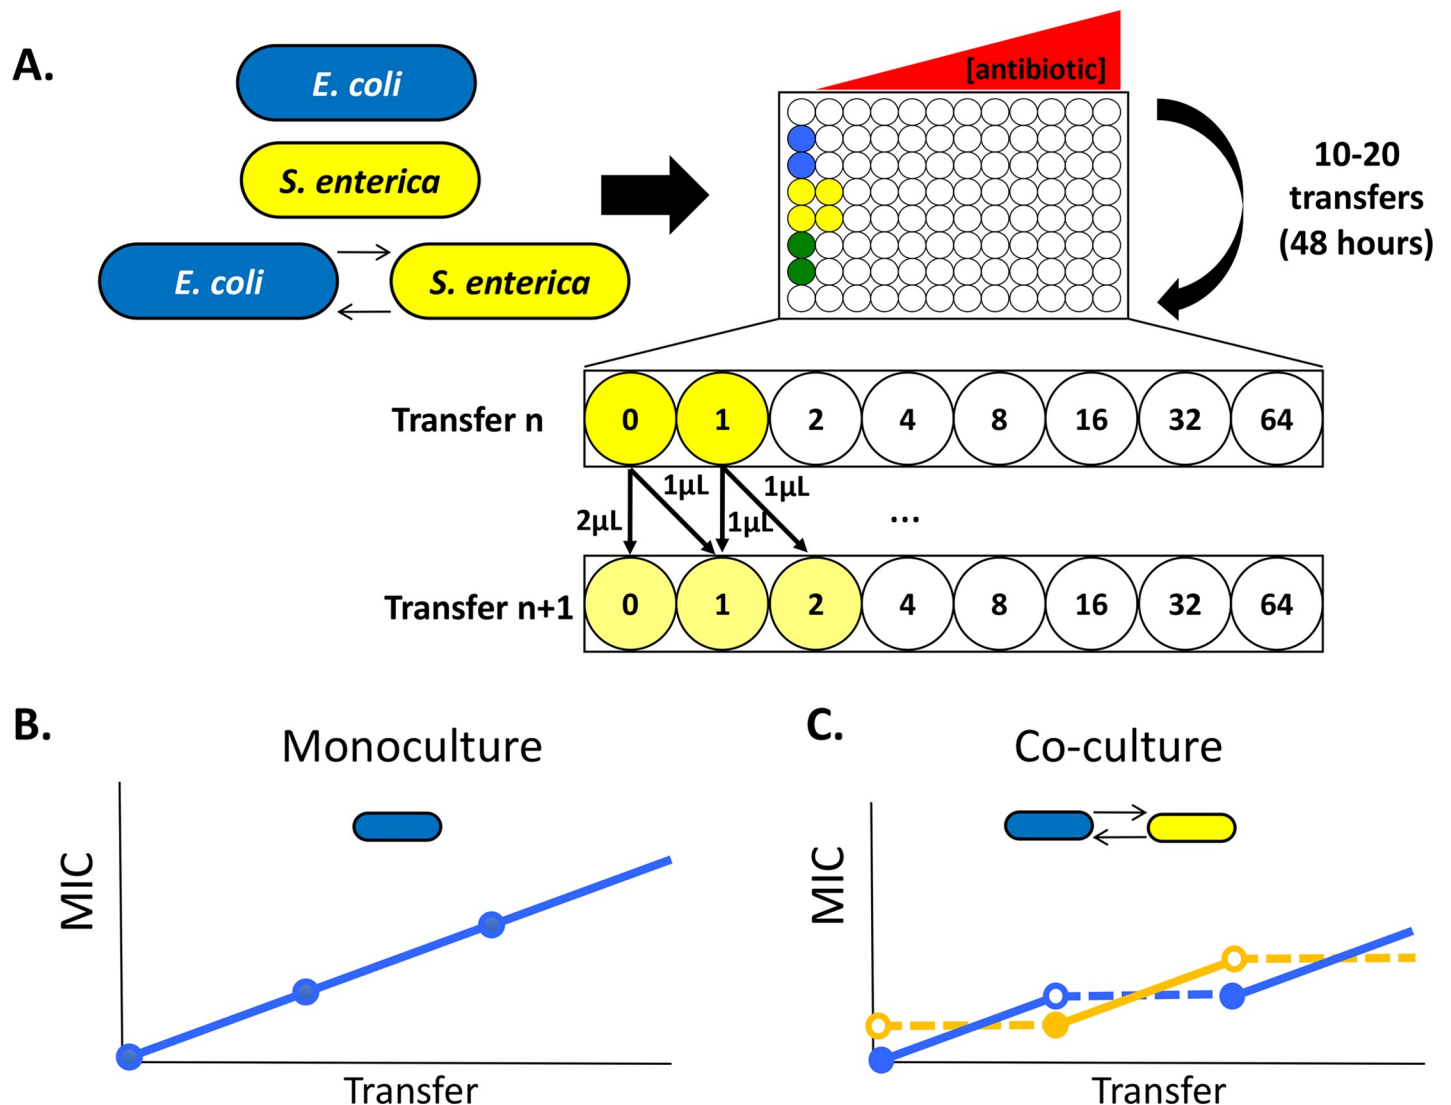 A.
E. coli
S. enterica
E. coli
S. enterica
[antibiotic]
10-20
transfers
(48 hours)
Transfer n
0 1 2 4 8 16 32 64
2µL 1µL 1µL 1µL ...
Transfer n+1
0 1 2 4 8 16 32 64
B.
Monoculture
MIC
Transfer
C.
Co-culture
MIC
Transfer